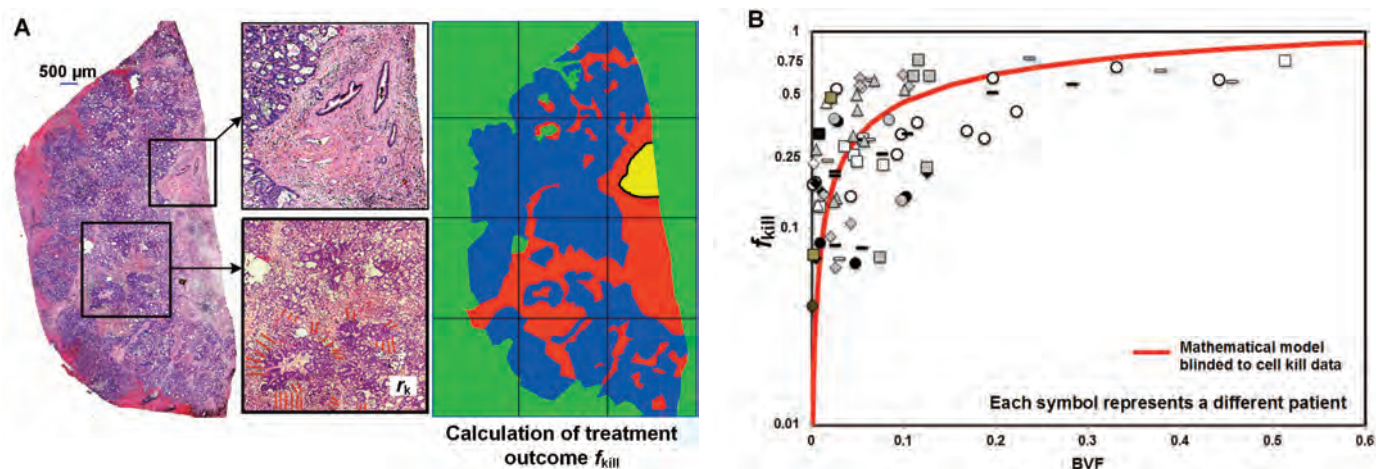 A
500 µm
r_k
Calculation of treatment
outcome f_kill
B
f_kill
1
0.75
0.5
0.25
0.1
0.01
0
0.1
0.2
0.3
0.4
0.5
0.6
BVF
Mathematical model
blinded to cell kill data
Each symbol represents a different patient